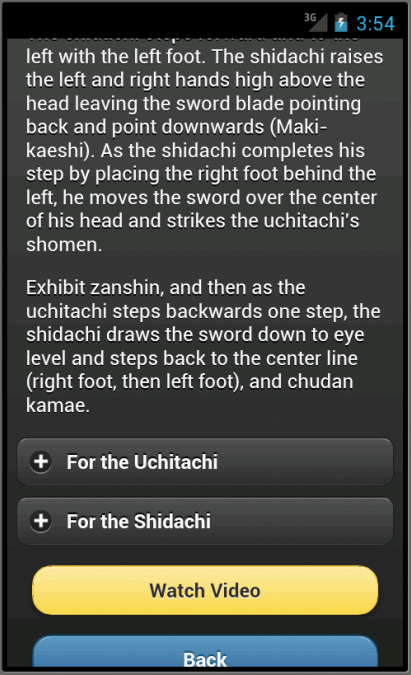 3G 3:54
left with the left foot. The shidachi raises
the left and right hands high above the
head leaving the sword blade pointing
back and point downwards (Maki-
kaeshi). As the shidachi completes his
step by placing the right foot behind the
left, he moves the sword over the center
of his head and strikes the uchitachi's
shomen.
Exhibit zanshin, and then as the
uchitachi steps backwards one step, the
shidachi draws the sword down to eye
level and steps back to the center line
(right foot, then left foot), and chudan
kamae.
For the Uchitachi
For the Shidachi
Watch Video
Back